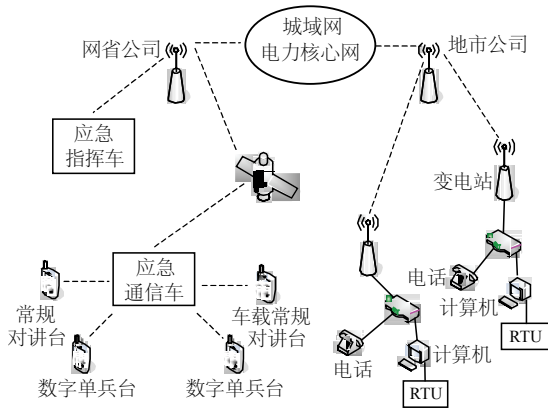 城域网
电力核心网
网省公司
地市公司
应急
指挥车
变电站
应急
通信车
常规
对讲台
车载常规
对讲台
数字单兵台
数字单兵台
电话
计算机
RTU
电话
计算机
RTU